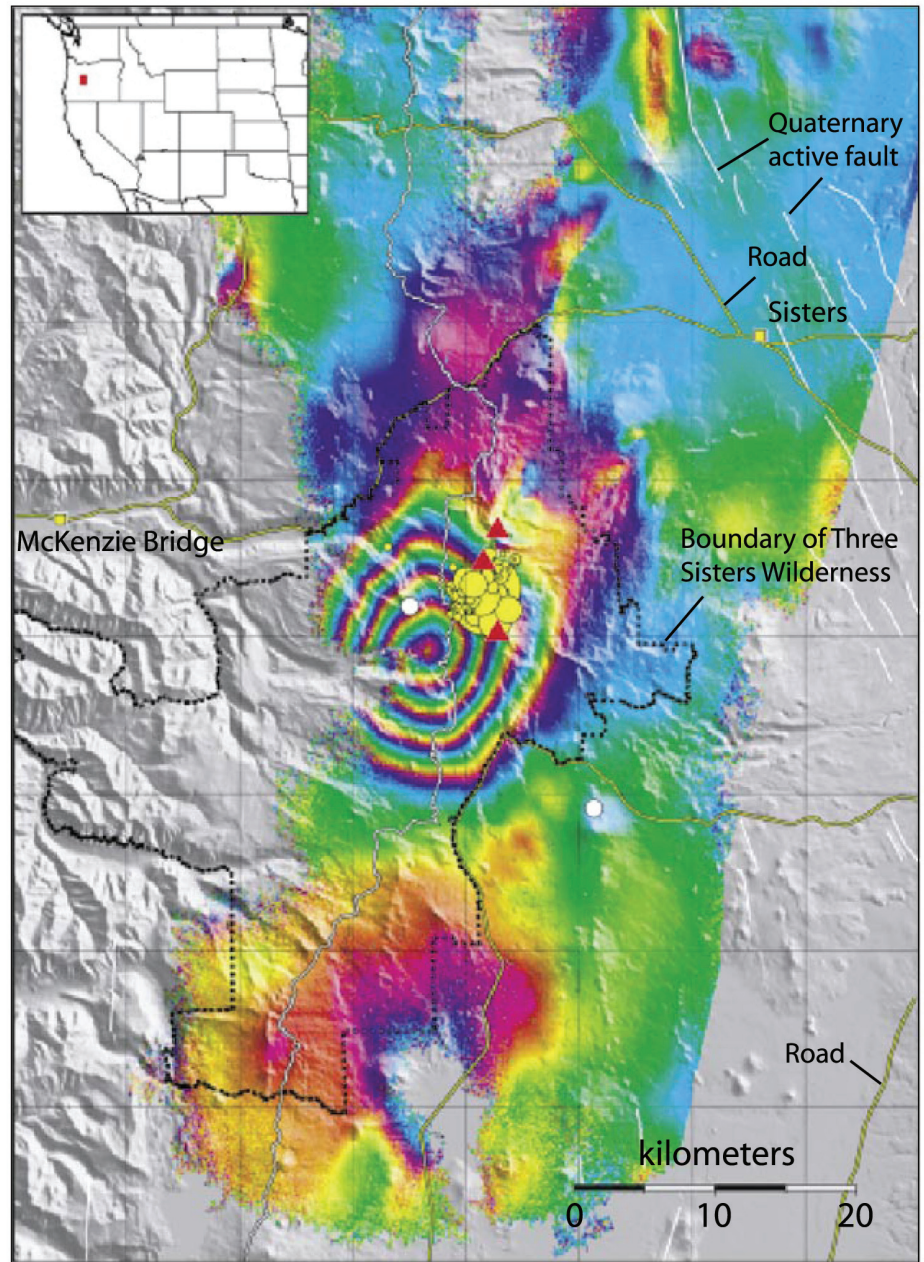 Quaternary
active fault
Road
Sisters
McKenzie Bridge
Boundary of Three
Sisters Wilderness
Road
kilometers
0 10 20